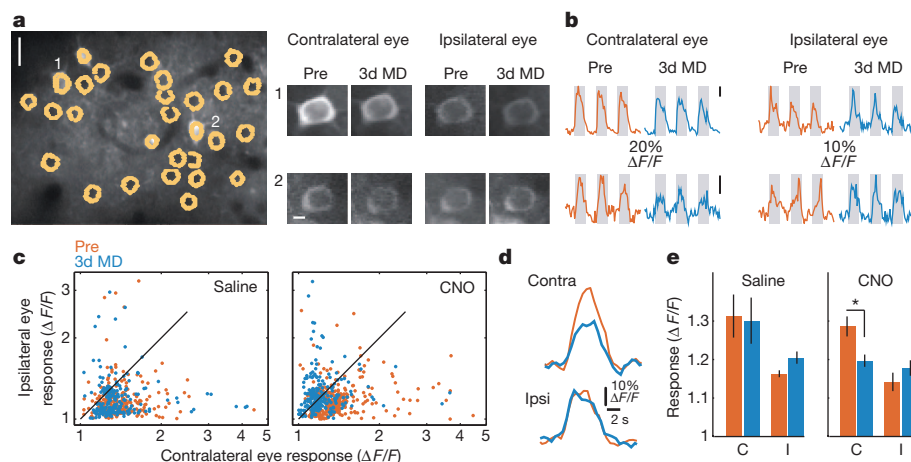 a
1
2
Contralateral eye
Ipsilateral eye
Pre
3d MD
Pre
3d MD
1
2
b
Contralateral eye
Ipsilateral eye
Pre
3d MD
Pre
3d MD
20%
ΔF/F
10%
ΔF/F
c
Pre
3d MD
Saline
CNO
Ipsilateral eye
response (ΔF/F)
3
2
1
1
2
3
4
5
1
2
3
4
5
Contralateral eye response (ΔF/F)
d
Contra
Ipsi
10%
ΔF/F
2 s
e
Saline
CNO
*
Response (ΔF/F)
1.3
1.2
1.1
1
C
I
C
I